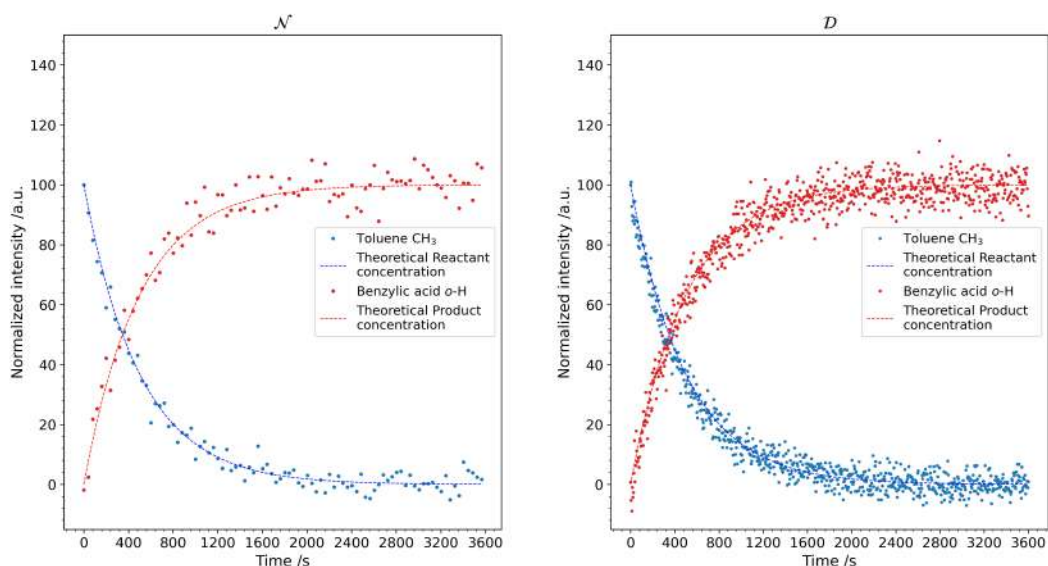 𝒩
140
120
100
80
60
40
20
0
Normalized intensity /a.u.
0 400 800 1200 1600 2000 2400 2800 3200 3600
Time /s
Toluene CH₃
Theoretical Reactant
concentration
Benzylic acid o-H
Theoretical Product
concentration
𝒟
140
120
100
80
60
40
20
0
Normalized intensity /a.u.
0 400 800 1200 1600 2000 2400 2800 3200 3600
Time /s
Toluene CH₃
Theoretical Reactant
concentration
Benzylic acid o-H
Theoretical Product
concentration